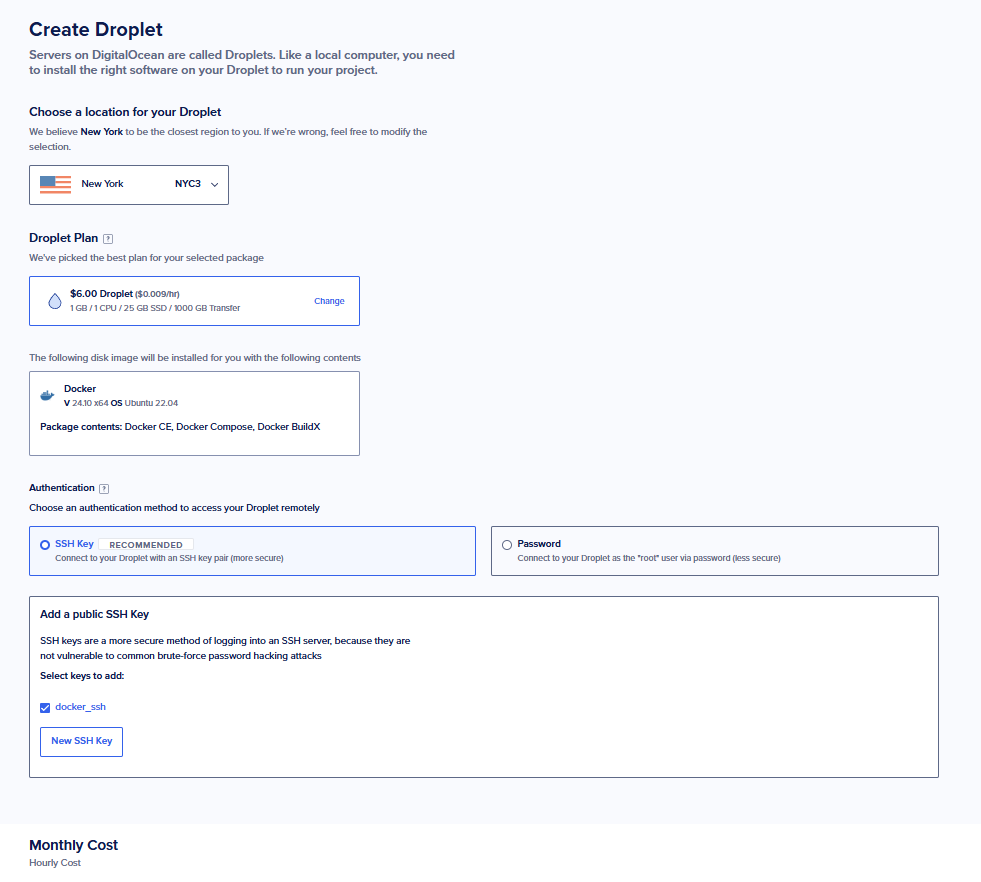 Create Droplet
Servers on DigitalOcean are called Droplets. Like a local computer, you need
to install the right software on your Droplet to run your project.
Choose a location for your Droplet
We believe New York to be the closest region to you. If we're wrong, feel free to modify the
selection.
New York NYC3
Droplet Plan ?
We've picked the best plan for your selected package
$6.00 Droplet ($0.009/hr)
1 GB / 1 CPU / 25 GB SSD / 1000 GB Transfer
Change
The following disk image will be installed for you with the following contents
Docker
V 24.10 x64 OS Ubuntu 22.04
Package contents: Docker CE, Docker Compose, Docker BuildX
Authentication ?
Choose an authentication method to access your Droplet remotely
SSH Key RECOMMENDED
Connect to your Droplet with an SSH key pair (more secure)
Password
Connect to your Droplet as the "root" user via password (less secure)
Add a public SSH Key
SSH keys are a more secure method of logging into an SSH server, because they are
not vulnerable to common brute-force password hacking attacks
Select keys to add:
docker_ssh
New SSH Key
Monthly Cost
Hourly Cost